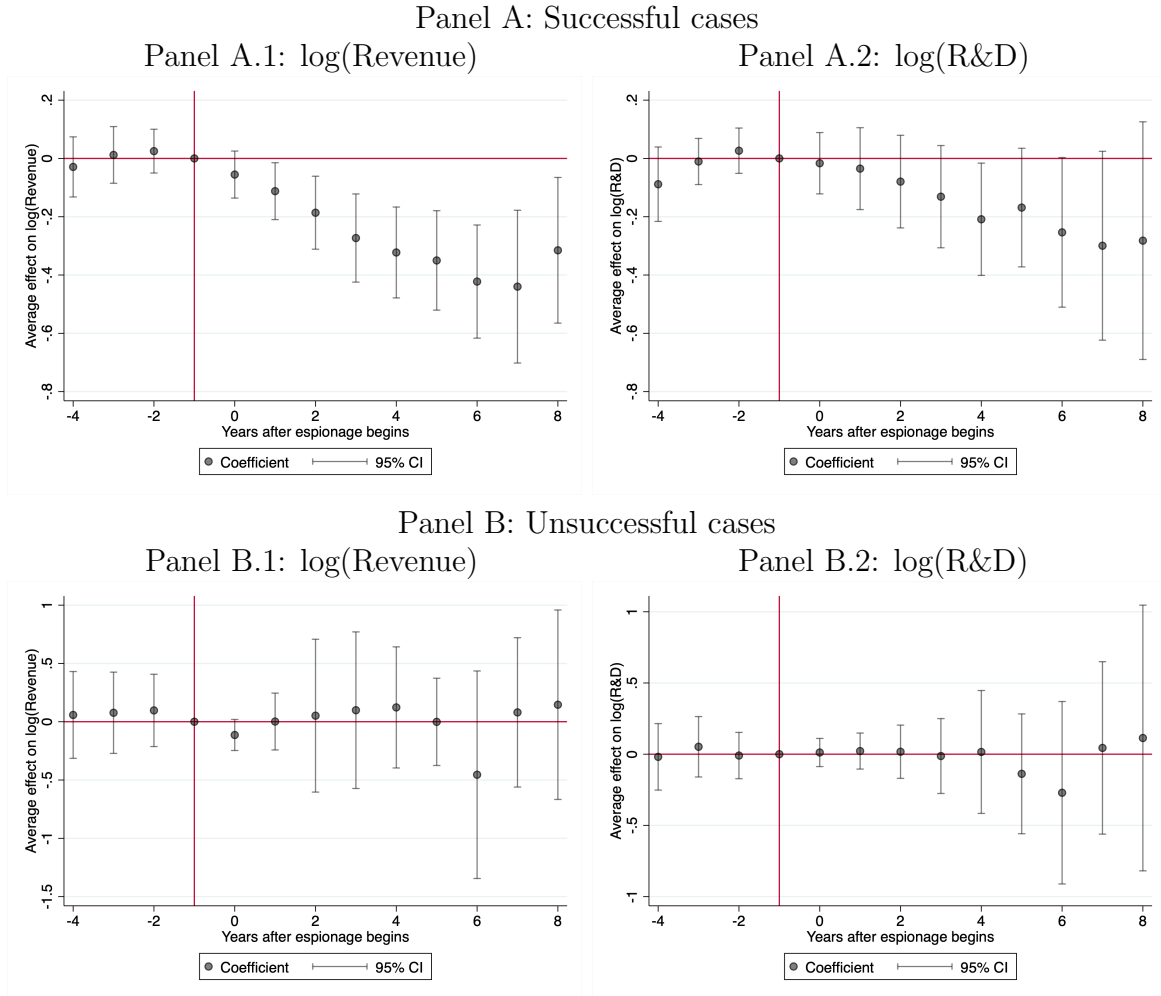 Panel A: Successful cases
Panel A.1: log(Revenue)
Average effect on log(Revenue)
.2
0
-.2
-.4
-.6
-.8
-4 -2 0 2 4 6 8
Years after espionage begins
Coefficient 95% CI
Panel A.2: log(R&D)
Average effect on log(R&D)
.2
0
-.2
-.4
-.6
-.8
-4 -2 0 2 4 6 8
Years after espionage begins
Coefficient 95% CI
Panel B: Unsuccessful cases
Panel B.1: log(Revenue)
Average effect on log(Revenue)
1
.5
0
-.5
-1
-1.5
-4 -2 0 2 4 6 8
Years after espionage begins
Coefficient 95% CI
Panel B.2: log(R&D)
Average effect on log(R&D)
1
.5
0
-.5
-1
-4 -2 0 2 4 6 8
Years after espionage begins
Coefficient 95% CI